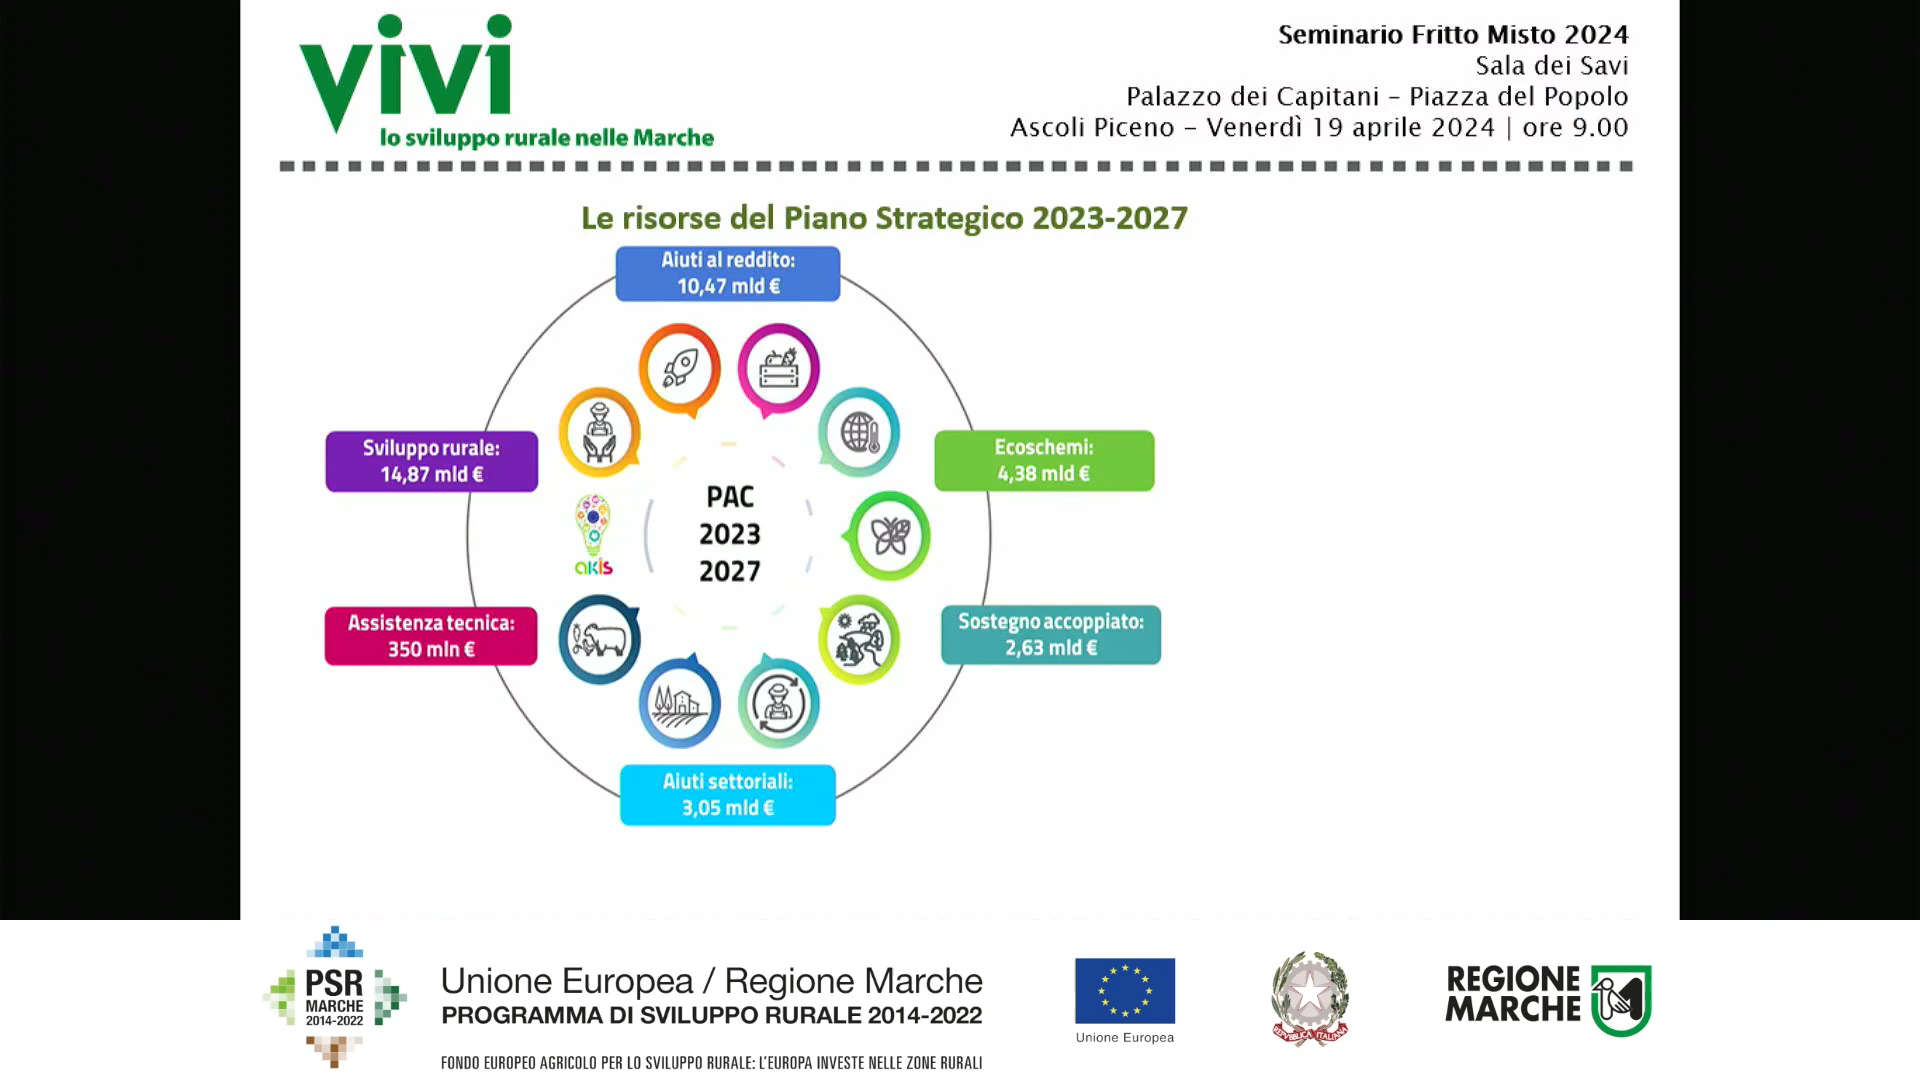 vivi
lo sviluppo rurale nelle Marche
Seminario Fritto Misto 2024
Sala dei Savi
Palazzo dei Capitani – Piazza del Popolo
Ascoli Piceno – Venerdì 19 aprile 2024 | ore 9.00
Le risorse del Piano Strategico 2023-2027
Aiuti al reddito:
10,47 mld €
Sviluppo rurale:
14,87 mld €
Ecoschemi:
4,38 mld €
PAC
2023
2027
akis
Assistenza tecnica:
350 mln €
Sostegno accoppiato:
2,63 mld €
Aiuti settoriali:
3,05 mld €
PSR
MARCHE
2014-2022
Unione Europea / Regione Marche
PROGRAMMA DI SVILUPPO RURALE 2014-2022
FONDO EUROPEO AGRICOLO PER LO SVILUPPO RURALE: L'EUROPA INVESTE NELLE ZONE RURALI
Unione Europea
REPVBBLICA ITALIANA
REGIONE
MARCHE